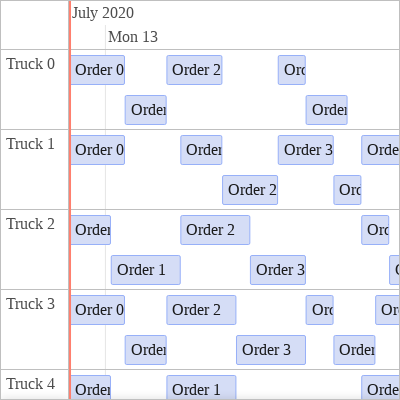 July 2020
Mon 13
Truck 0
Order 0
Order 2
Orc
Order
Order
Truck 1
Order 0
Order
Order 3
Orde
Order 2
Orc
Truck 2
Order
Order 2
Orc
Order 1
Order 3
Truck 3
Order 0
Order 2
Orc
Or
Order
Order 3
Order
Truck 4
Order
Order 1
Orde